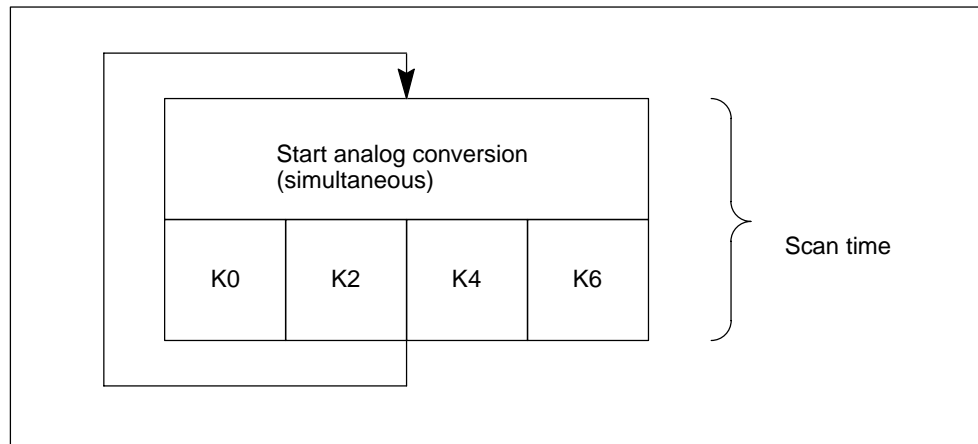 Start analog conversion
(simultaneous)
K0
K2
K4
K6
Scan time